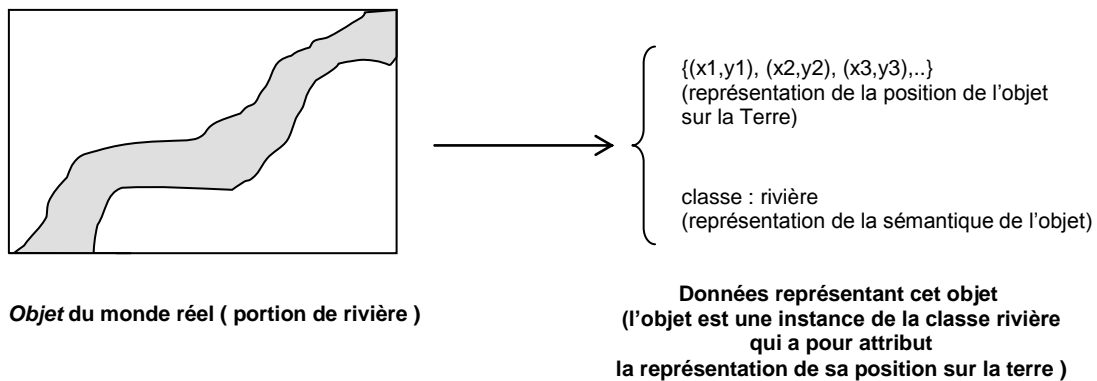 {(x1,y1), (x2,y2), (x3,y3),..}
(représentation de la position de l’objet
sur la Terre)
classe : rivière
(représentation de la sémantique de l’objet)
Objet du monde réel ( portion de rivière )
Données représentant cet objet
(l’objet est une instance de la classe rivière
qui a pour attribut
la représentation de sa position sur la terre )